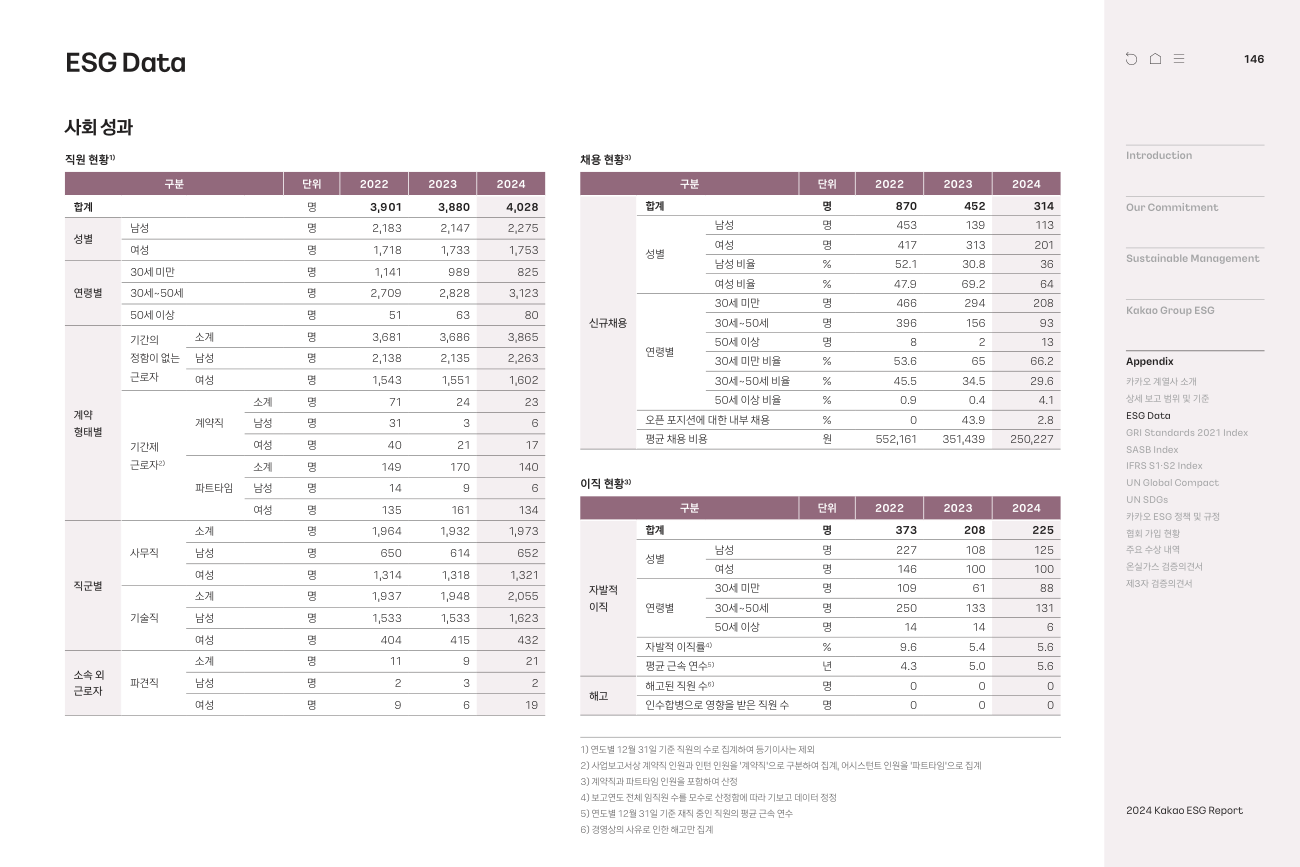 ESG Data
사회 성과
직원 현황1)
구분 단위 2022 2023 2024
합계 명 3,901 3,880 4,028
성별 남성 명 2,183 2,147 2,275
여성 명 1,718 1,733 1,753
연령별 30세 미만 명 1,141 989 825
30세~50세 명 2,709 2,828 3,123
50세 이상 명 51 63 80
계약 형태별 기간의 정함이 없는 근로자 소계 명 3,681 3,686 3,865
남성 명 2,138 2,135 2,263
여성 명 1,543 1,551 1,602
기간제 근로자2) 계약직 소계 명 71 24 23
남성 명 31 3 6
여성 명 40 21 17
파트타임 소계 명 149 170 140
남성 명 14 9 6
여성 명 135 161 134
직군별 사무직 소계 명 1,964 1,932 1,973
남성 명 650 614 652
여성 명 1,314 1,318 1,321
기술직 소계 명 1,937 1,948 2,055
남성 명 1,533 1,533 1,623
여성 명 404 415 432
소속 외 근로자 파견직 소계 명 11 9 21
남성 명 2 3 2
여성 명 9 6 19
채용 현황3)
구분 단위 2022 2023 2024
신규채용 합계 명 870 452 314
성별 남성 명 453 139 113
여성 명 417 313 201
남성 비율 % 52.1 30.8 36
여성 비율 % 47.9 69.2 64
연령별 30세 미만 명 466 294 208
30세~50세 명 396 156 93
50세 이상 명 8 2 13
30세 미만 비율 % 53.6 65 66.2
30세~50세 비율 % 45.5 34.5 29.6
50세 이상 비율 % 0.9 0.4 4.1
오픈 포지션에 대한 내부 채용 % 0 43.9 2.8
평균 채용 비용 원 552,161 351,439 250,227
이직 현황3)
구분 단위 2022 2023 2024
자발적 이직 합계 명 373 208 225
성별 남성 명 227 108 125
여성 명 146 100 100
연령별 30세 미만 명 109 61 88
30세~50세 명 250 133 131
50세 이상 명 14 14 6
자발적 이직률4) % 9.6 5.4 5.6
평균 근속 연수5) 년 4.3 5.0 5.6
해고 해고된 직원 수6) 명 0 0 0
인수합병으로 영향을 받은 직원 수 명 0 0 0
1) 연도별 12월 31일 기준 직원의 수로 집계하여 등기이사는 제외
2) 사업보고서상 계약직 인원과 인턴 인원을 '계약직'으로 구분하여 집계, 어시스턴트 인원을 '파트타임'으로 집계
3) 계약직과 파트타임 인원을 포함하여 산정
4) 보고연도 전체 임직원 수를 모수로 산정함에 따라 기보고 데이터 정정
5) 연도별 12월 31일 기준 재직 중인 직원의 평균 근속 연수
6) 경영상의 사유로 인한 해고만 집계
146
Introduction
Our Commitment
Sustainable Management
Kakao Group ESG
Appendix
카카오 계열사 소개
상세 보고 범위 및 기준
ESG Data
GRI Standards 2021 Index
SASB Index
IFRS S1·S2 Index
UN Global Compact
UN SDGs
카카오 ESG 정책 및 규정
협회 가입 현황
주요 수상 내역
온실가스 검증의견서
제3자 검증의견서
2024 Kakao ESG Report